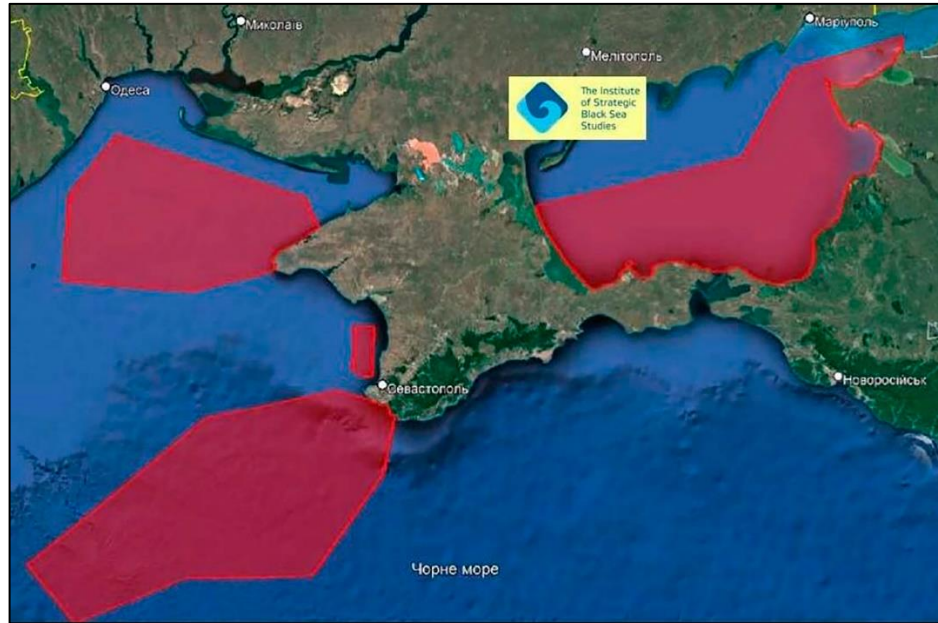 Миколаїв
Маріуполь
Мелітополь
Одеса
The Institute
of Strategic
Black Sea
Studies
Севастополь
Новоросійськ
Чорне море